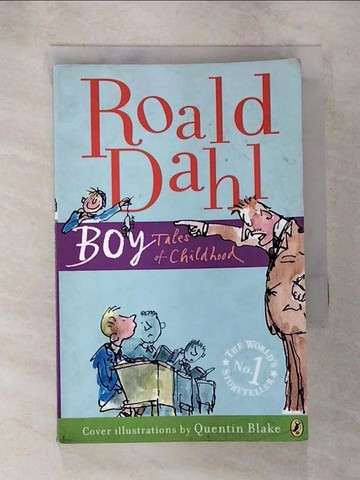 Roald
Dahl
BOY Tales
of Childhood
THE WORLD'S
No.1
STORYTELLER
Cover illustrations by Quentin Blake